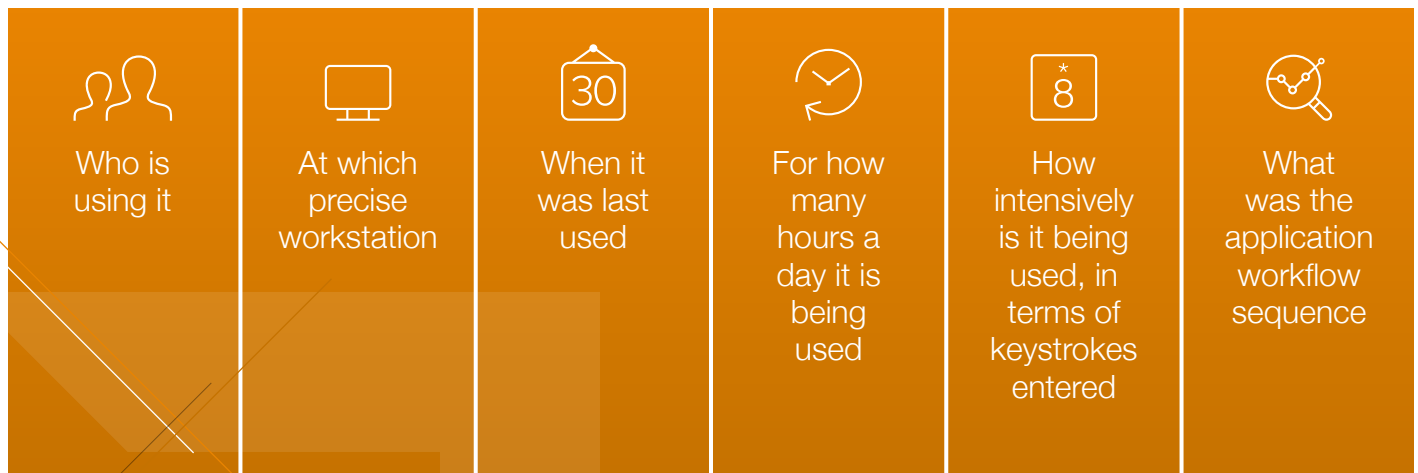 Who is
using it
At which
precise
workstation
30
When it
was last
used
For how
many
hours a
day it is
being
used
*
8
How
intensively
is it being
used, in
terms of
keystrokes
entered
What
was the
application
workflow
sequence